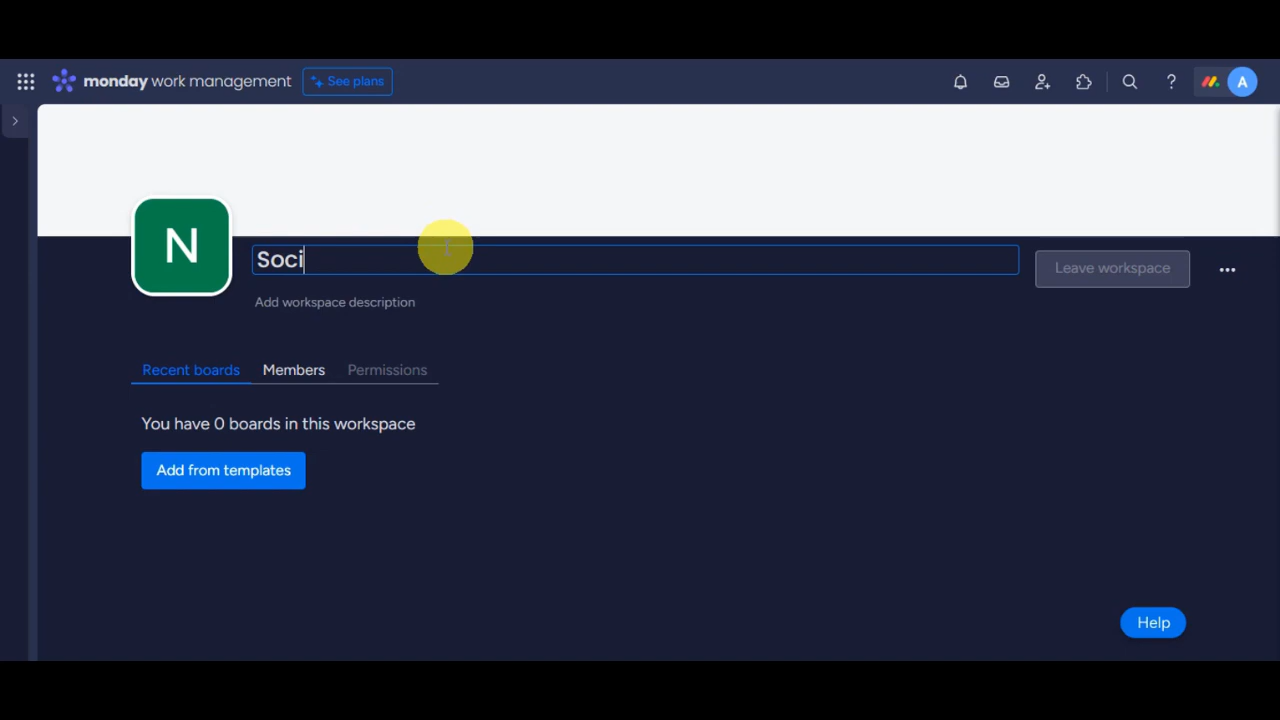 monday work management See plans ? A
N
Soci
Leave workspace
Add workspace description
Recent boards Members Permissions
You have 0 boards in this workspace
Add from templates
Help